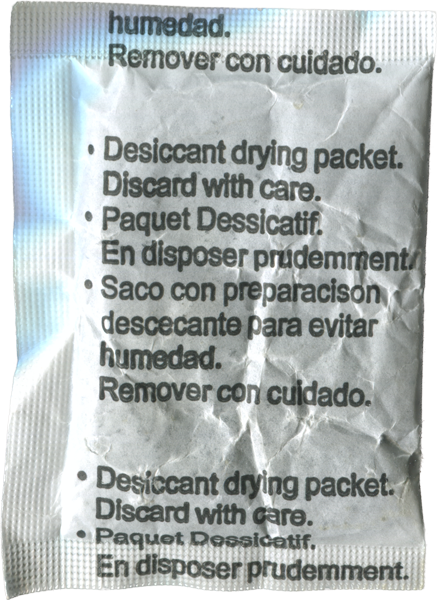 humedad.
Remover con cuidado.
• Desiccant drying packet.
Discard with care.
• Paquet Dessicatif.
En disposer prudemment.
• Saco con preparacison
descecante para evitar
humedad.
Remover con cuidado.
• Desiccant drying packet.
Discard with care.
• Paquet Dessicatif.
En disposer prudemment.